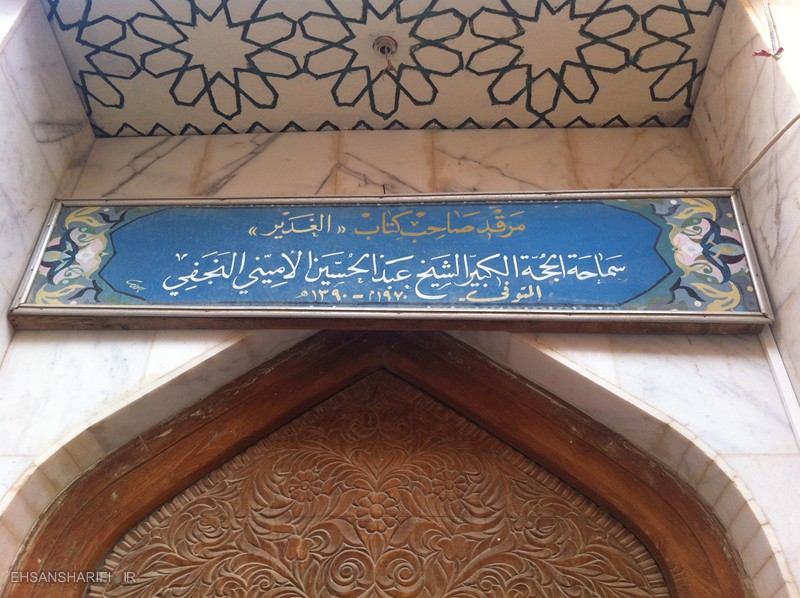 مرقد صاحب كتاب «الغدير»
سماحة الحجة الكبير الشيخ عبد الحسين الاميني النجفي
المتوفى ١٩٧٠م - ١٣٩٠هـ
EHSANSHARIFI IR